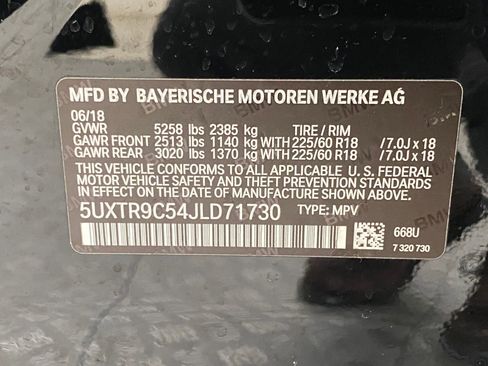 MFD BY BAYERISCHE MOTOREN WERKE AG
06/18
GVWR 5258 lbs 2385 kg TIRE / RIM
GAWR FRONT 2513 lbs 1140 kg WITH 225/60 R18 / 7.0J x 18
GAWR REAR 3020 lbs 1370 kg WITH 225/60 R18 / 7.0J x 18
THIS VEHICLE CONFORMS TO ALL APPLICABLE U. S. FEDERAL
MOTOR VEHICLE SAFETY AND THEFT PREVENTION STANDARDS
IN EFFECT ON THE DATE OF MANUFACTURE SHOWN ABOVE.
5UXTR9C54JLD71730 TYPE: MPV
668U
7 320 730